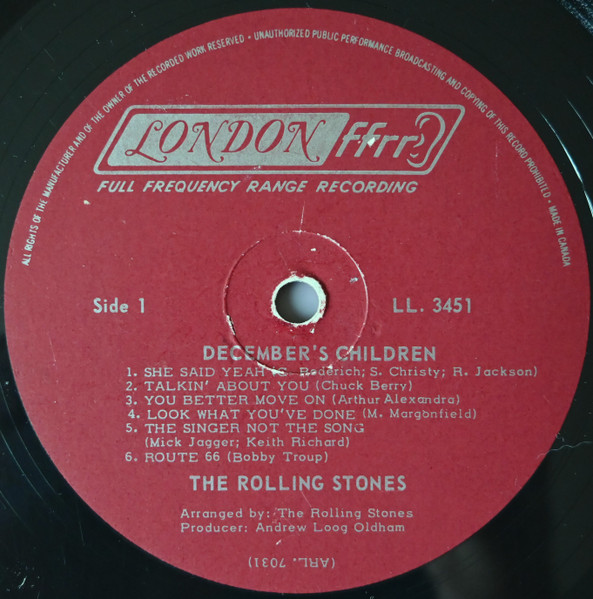 ALL RIGHTS OF THE MANUFACTURER AND OF THE OWNER OF THE RECORDED WORK RESERVED • UNAUTHORIZED PUBLIC PERFORMANCE BROADCASTING AND COPYING OF THIS RECORD PROHIBITED • MADE IN CANADA
LONDON ffrr
FULL FREQUENCY RANGE RECORDING
Side 1 LL. 3451
DECEMBER'S CHILDREN
1. SHE SAID YEAH Roderich; S. Christy; R. Jackson)
2. TALKIN' ABOUT YOU (Chuck Berry)
3. YOU BETTER MOVE ON (Arthur Alexandra)
4. LOOK WHAT YOU'VE DONE (M. Margonfield)
5. THE SINGER NOT THE SONG
(Mick Jagger; Keith Richard)
6. ROUTE 66 (Bobby Troup)
THE ROLLING STONES
Arranged by: The Rolling Stones
Producer: Andrew Loog Oldham
(ARL. 7031)